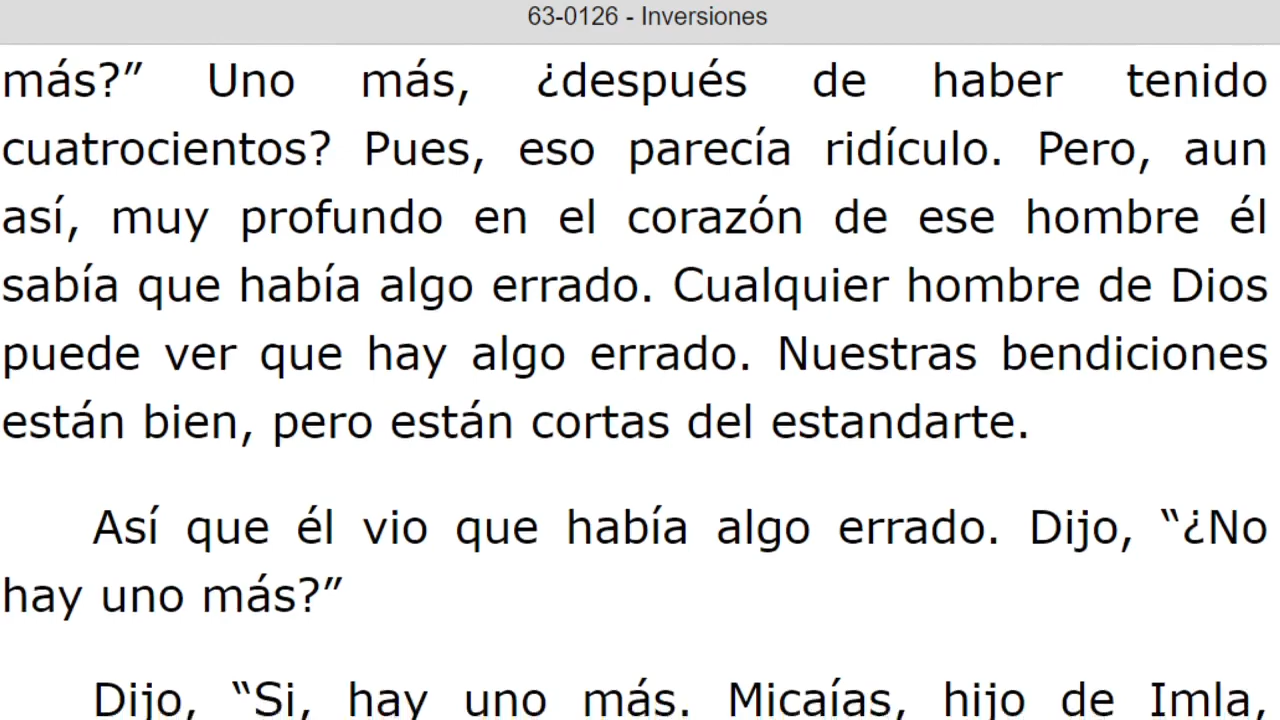 63-0126 - Inversiones
más?” Uno más, ¿después de haber tenido
cuatrocientos? Pues, eso parecía ridículo. Pero, aun
así, muy profundo en el corazón de ese hombre él
sabía que había algo errado. Cualquier hombre de Dios
puede ver que hay algo errado. Nuestras bendiciones
están bien, pero están cortas del estandarte.
Así que él vio que había algo errado. Dijo, “¿No
hay uno más?”
Dijo, “Si, hay uno más. Micaías, hijo de Imla,